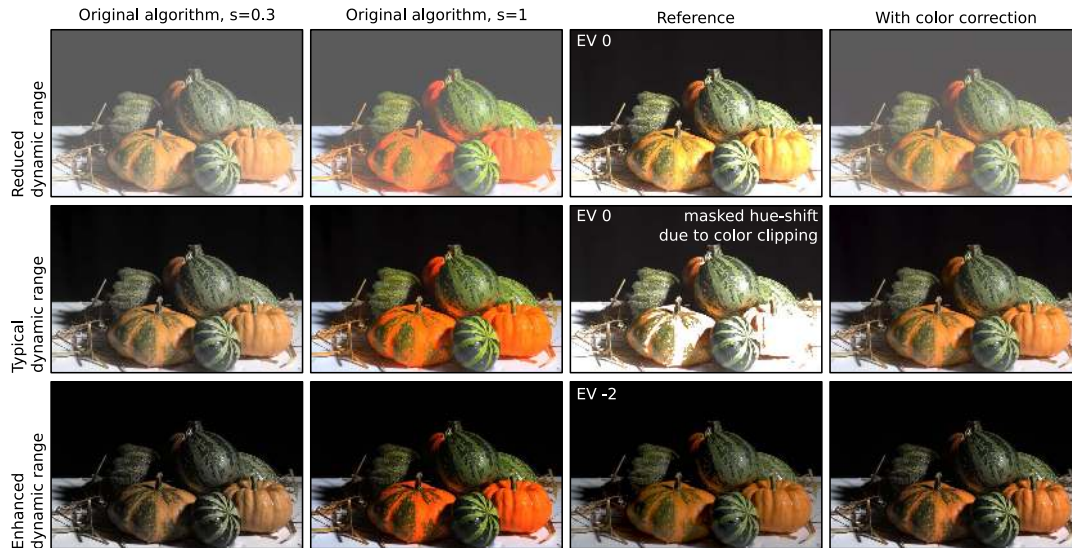 Original algorithm, s=0.3
Original algorithm, s=1
Reference
With color correction
Reduced
dynamic range
EV 0
Typical
dynamic range
EV 0
masked hue-shift
due to color clipping
Enhanced
dynamic range
EV -2